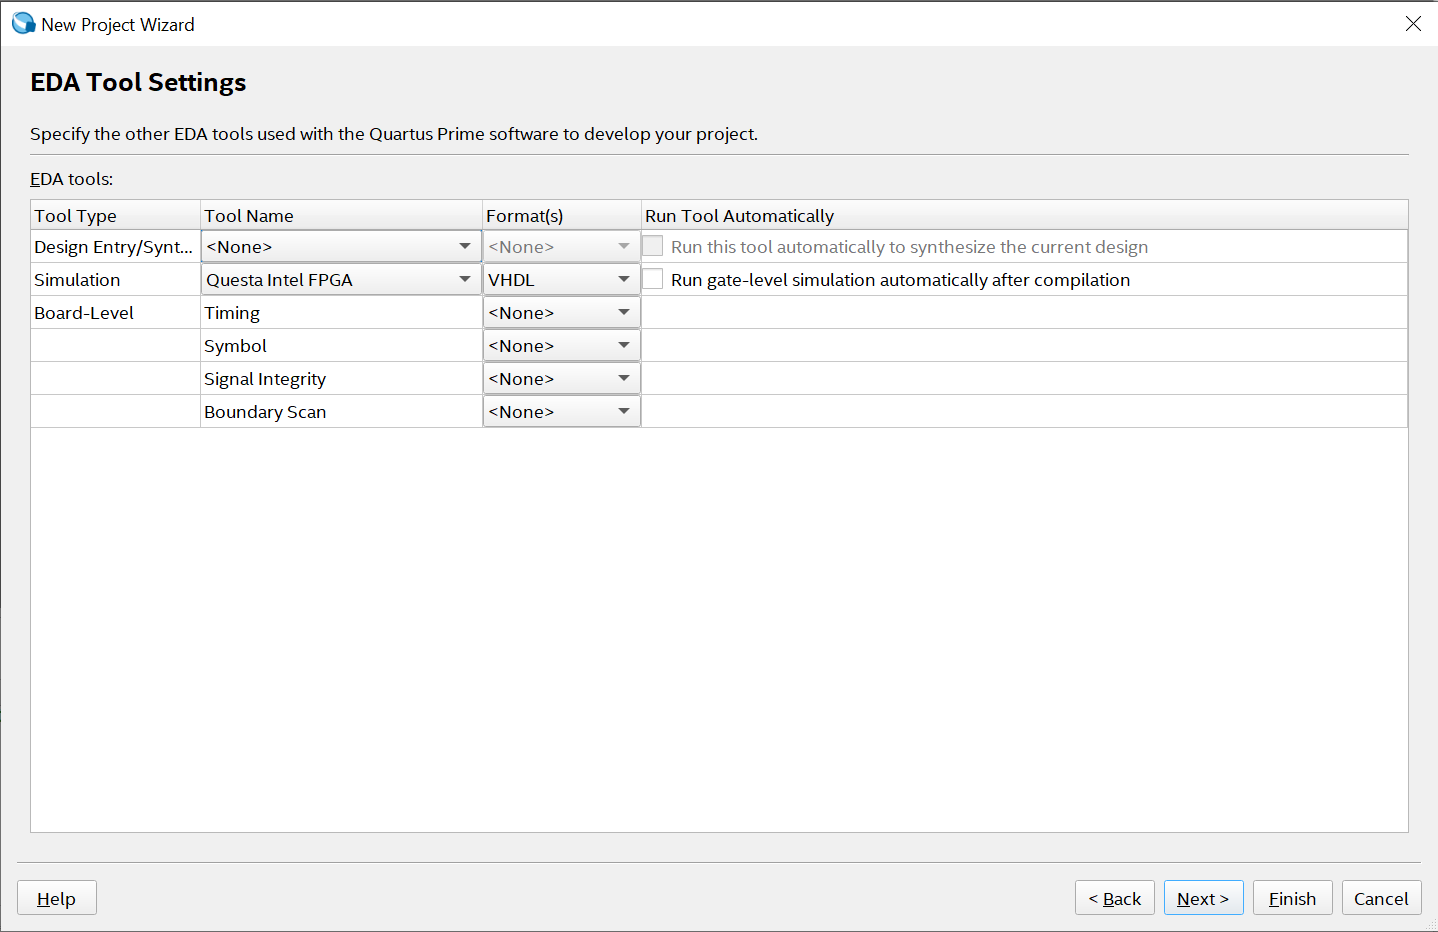 New Project Wizard
EDA Tool Settings
Specify the other EDA tools used with the Quartus Prime software to develop your project.
EDA tools:
Tool Type Tool Name Format(s) Run Tool Automatically
Design Entry/Synt... <None> <None> Run this tool automatically to synthesize the current design
Simulation Questa Intel FPGA VHDL Run gate-level simulation automatically after compilation
Board-Level Timing <None>
Symbol <None>
Signal Integrity <None>
Boundary Scan <None>
Help < Back Next > Finish Cancel